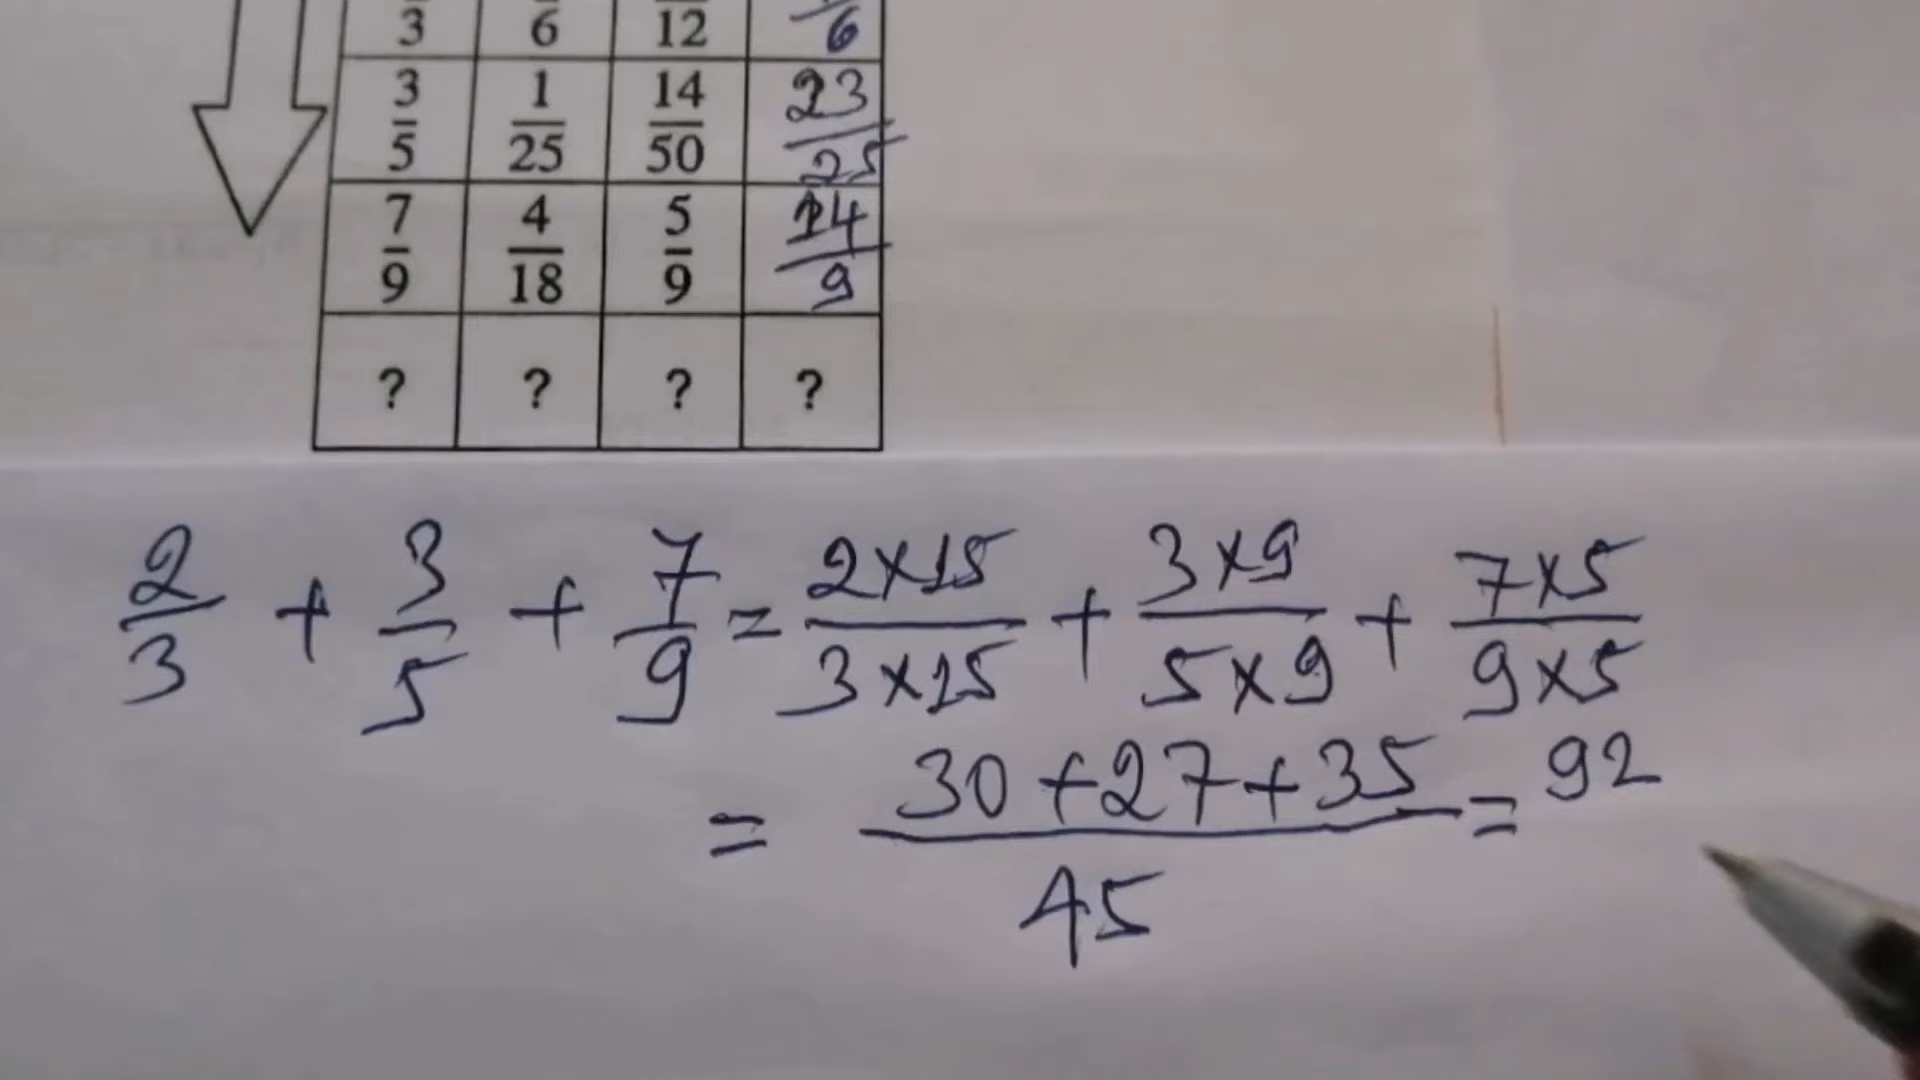 3 6 12 6
3/5 1/25 14/50 23/25
7/9 4/18 5/9 14/9
? ? ? ?
2/3 + 3/5 + 7/9 = 2×15/3×15 + 3×9/5×9 + 7×5/9×5
= 30+27+35/45 = 92